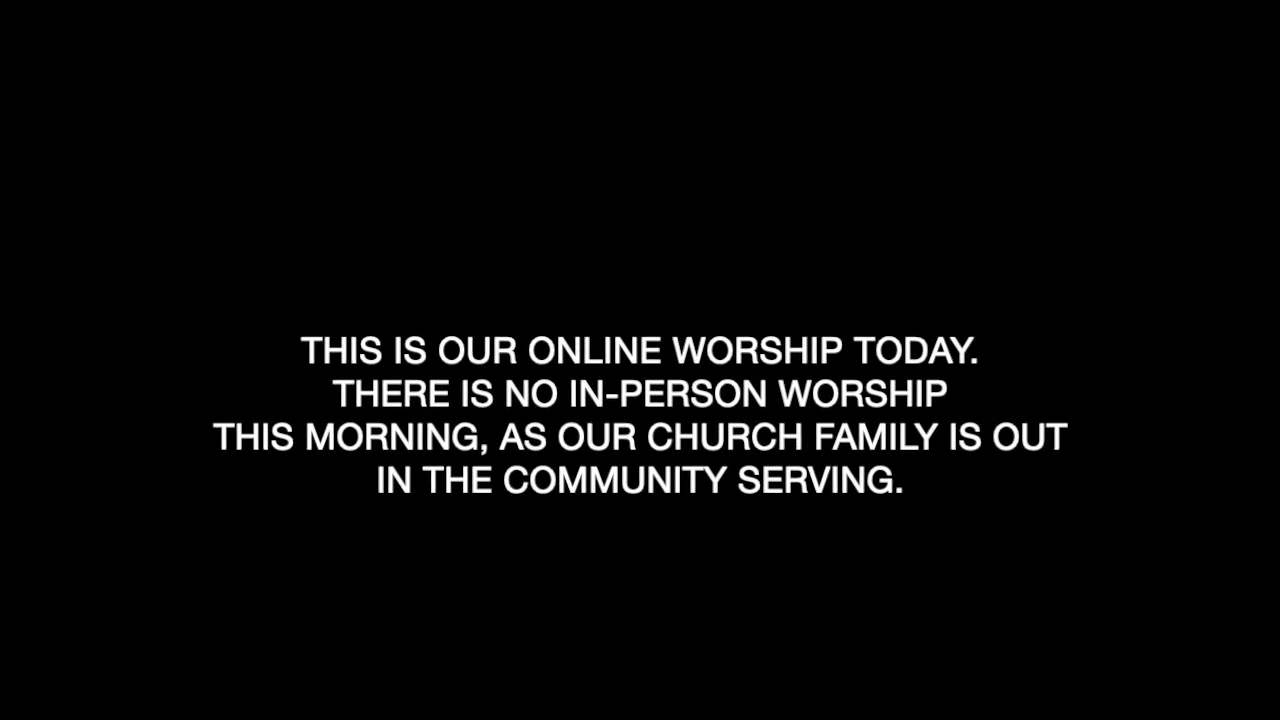 THIS IS OUR ONLINE WORSHIP TODAY.
THERE IS NO IN-PERSON WORSHIP
THIS MORNING, AS OUR CHURCH FAMILY IS OUT
IN THE COMMUNITY SERVING.